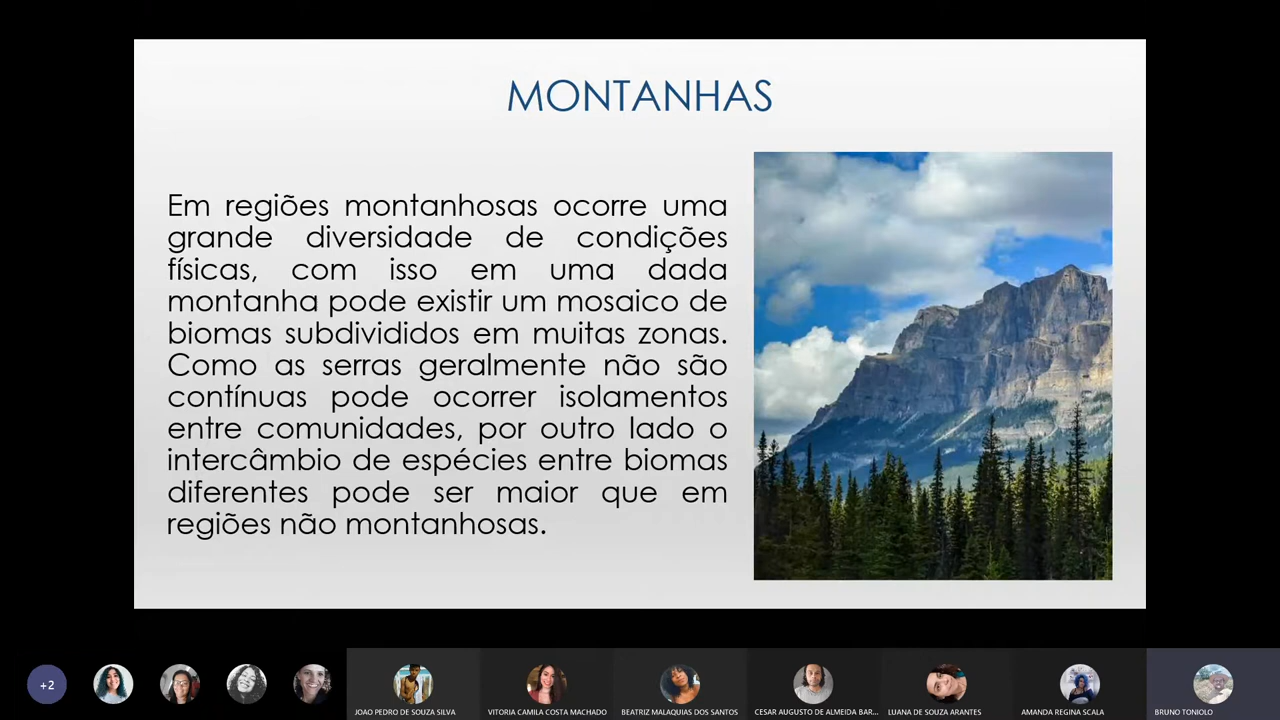 MONTANHAS
Em regiões montanhosas ocorre uma
grande diversidade de condições
físicas, com isso em uma dada
montanha pode existir um mosaico de
biomas subdivididos em muitas zonas.
Como as serras geralmente não são
contínuas pode ocorrer isolamentos
entre comunidades, por outro lado o
intercâmbio de espécies entre biomas
diferentes pode ser maior que em
regiões não montanhosas.
+2
JOAO PEDRO DE SOUZA SILVA
VITORIA CAMILA COSTA MACHADO
BEATRIZ MALAQUIAS DOS SANTOS
CESAR AUGUSTO DE ALMEIDA BAR...
LUANA DE SOUZA ARANTES
AMANDA REGINA SCALA
BRUNO TONIOLO